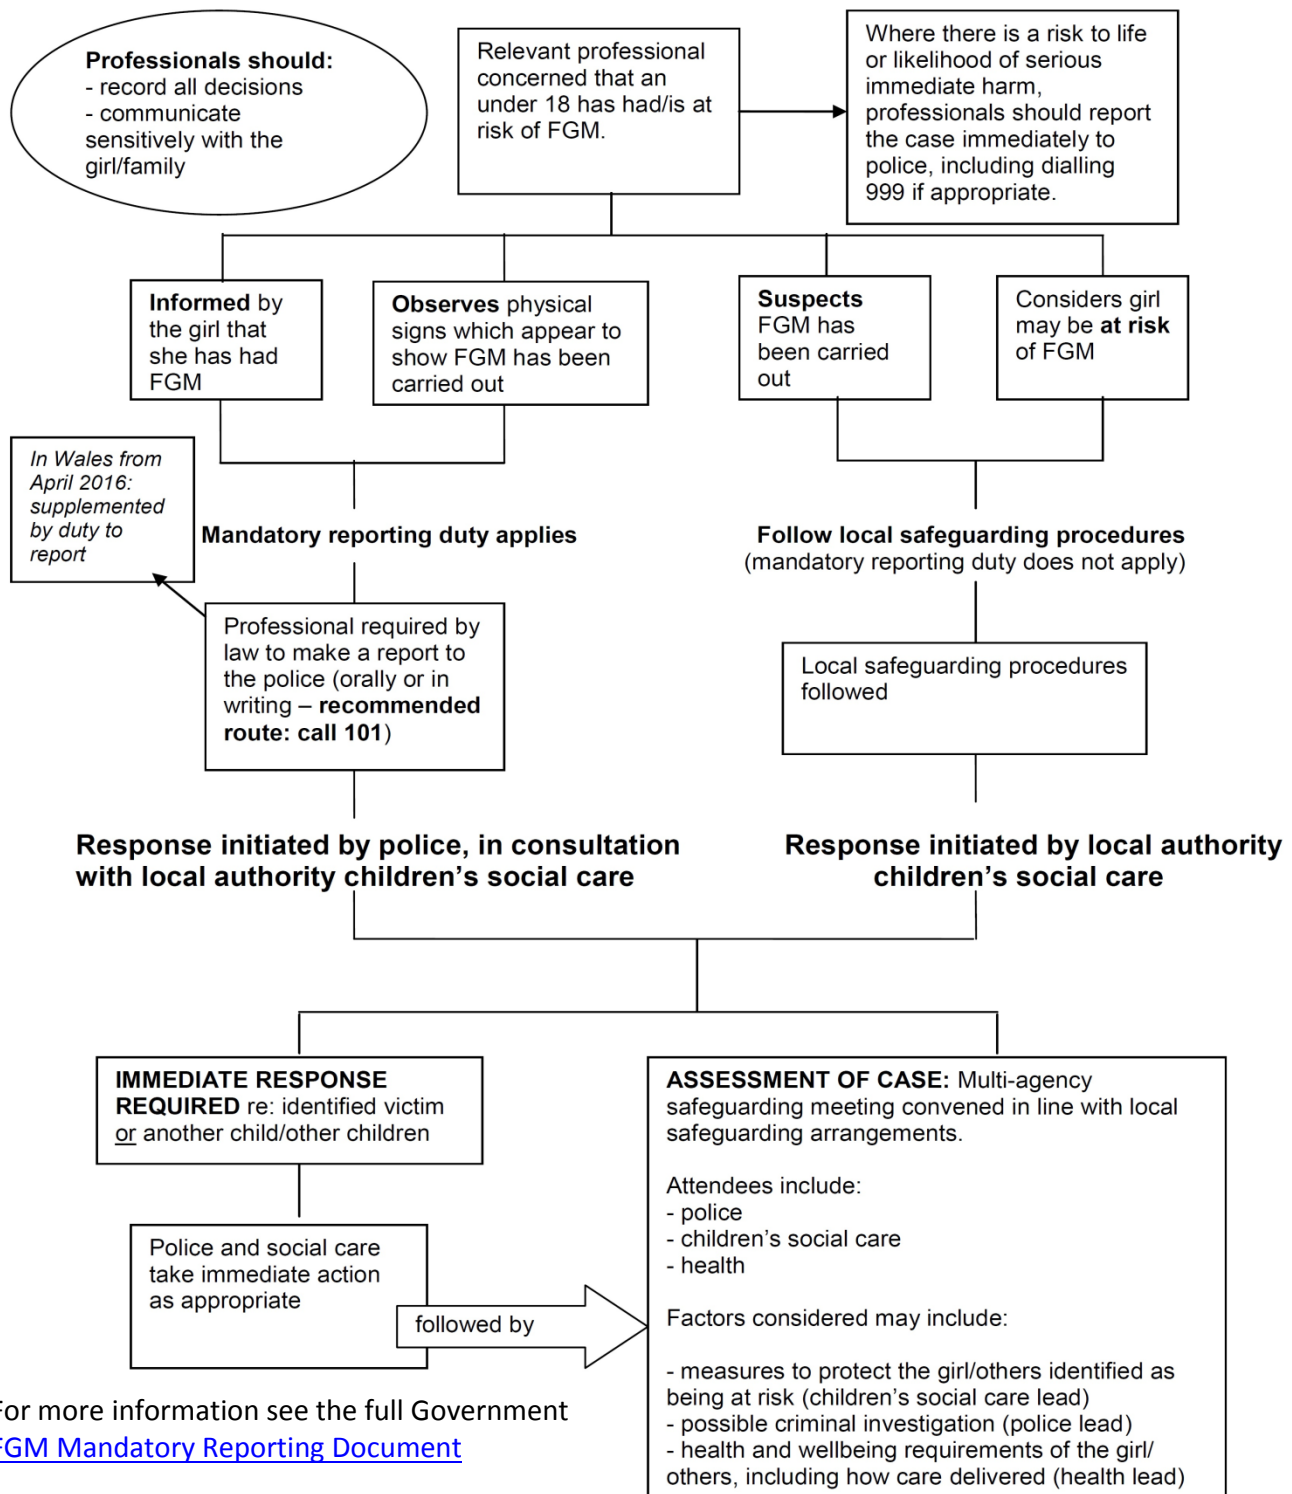 Professionals should:
- record all decisions
- communicate
sensitively with the
girl/family
Relevant professional
concerned that an
under 18 has had/is at
risk of FGM.
Where there is a risk to life
or likelihood of serious
immediate harm,
professionals should report
the case immediately to
police, including dialling
999 if appropriate.
Informed by
the girl that
she has had
FGM
Observes physical
signs which appear to
show FGM has been
carried out
Suspects
FGM has
been carried
out
Considers girl
may be at risk
of FGM
In Wales from
April 2016:
supplemented
by duty to
report
Mandatory reporting duty applies
Follow local safeguarding procedures
(mandatory reporting duty does not apply)
Professional required by
law to make a report to
the police (orally or in
writing – recommended
route: call 101)
Local safeguarding procedures
followed
Response initiated by police, in consultation
with local authority children’s social care
Response initiated by local authority
children’s social care
IMMEDIATE RESPONSE
REQUIRED re: identified victim
or another child/other children
Police and social care
take immediate action
as appropriate
followed by
ASSESSMENT OF CASE: Multi-agency
safeguarding meeting convened in line with local
safeguarding arrangements.
Attendees include:
- police
- children’s social care
- health
Factors considered may include:
- measures to protect the girl/others identified as
being at risk (children’s social care lead)
- possible criminal investigation (police lead)
- health and wellbeing requirements of the girl/
others, including how care delivered (health lead)
For more information see the full Government
FGM Mandatory Reporting Document